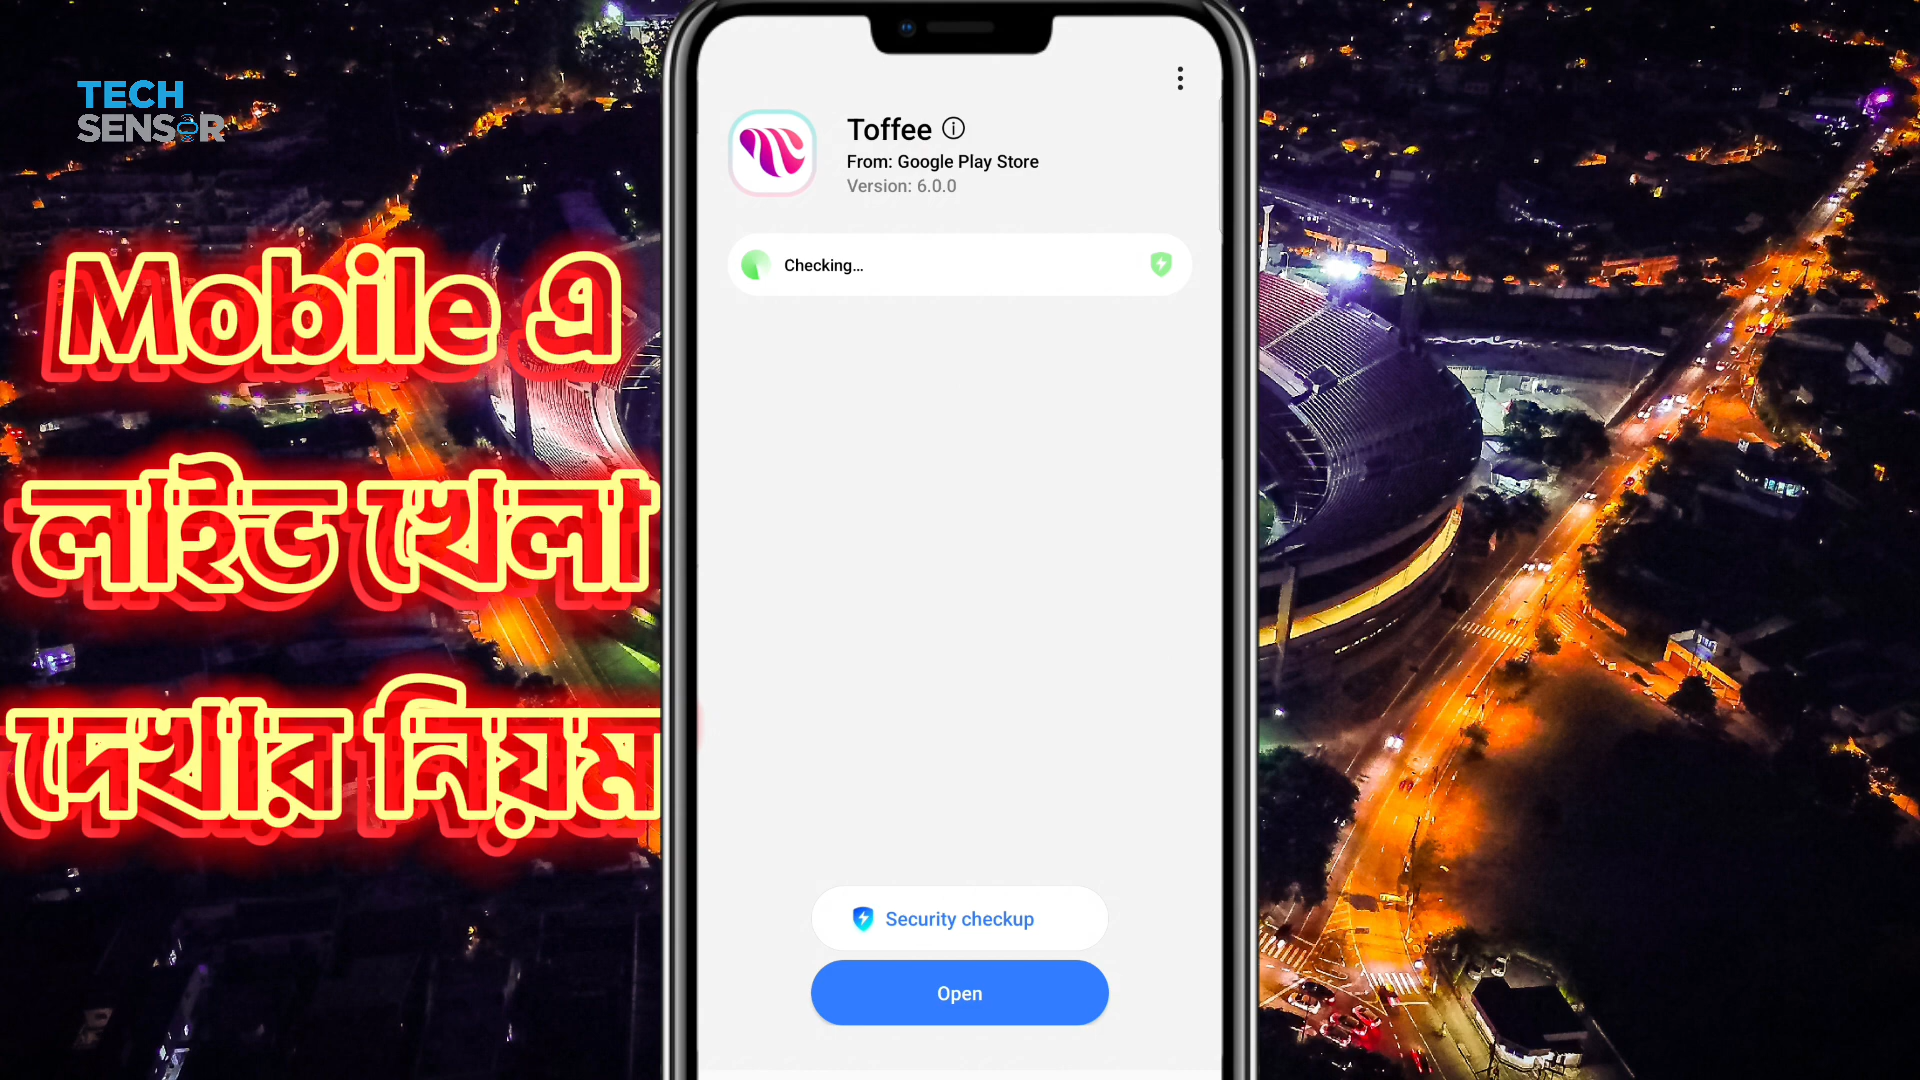 TECH
SENSOR
Mobile এ
লাইভ খেলা
দেখার নিয়ম
Toffee
From: Google Play Store
Version: 6.0.0
Checking...
Security checkup
Open